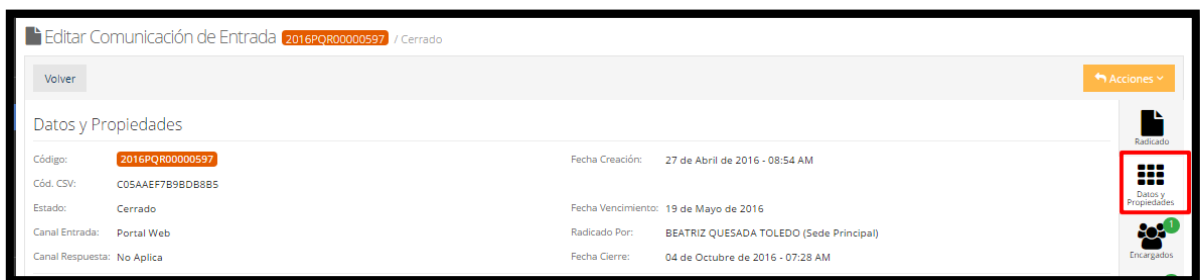 Editar Comunicación de Entrada 2016PQR00000597 / Cerrado
Volver
Acciones
Datos y Propiedades
Código: 2016PQR00000597 Fecha Creación: 27 de Abril de 2016 - 08:54 AM
Cód. CSV: C05AAEF7B9BDB8B5
Estado: Cerrado Fecha Vencimiento: 19 de Mayo de 2016
Canal Entrada: Portal Web Radicado Por: BEATRIZ QUESADA TOLEDO (Sede Principal)
Canal Respuesta: No Aplica Fecha Cierre: 04 de Octubre de 2016 - 07:28 AM
Radicado
Datos y
Propiedades
1
Encargados